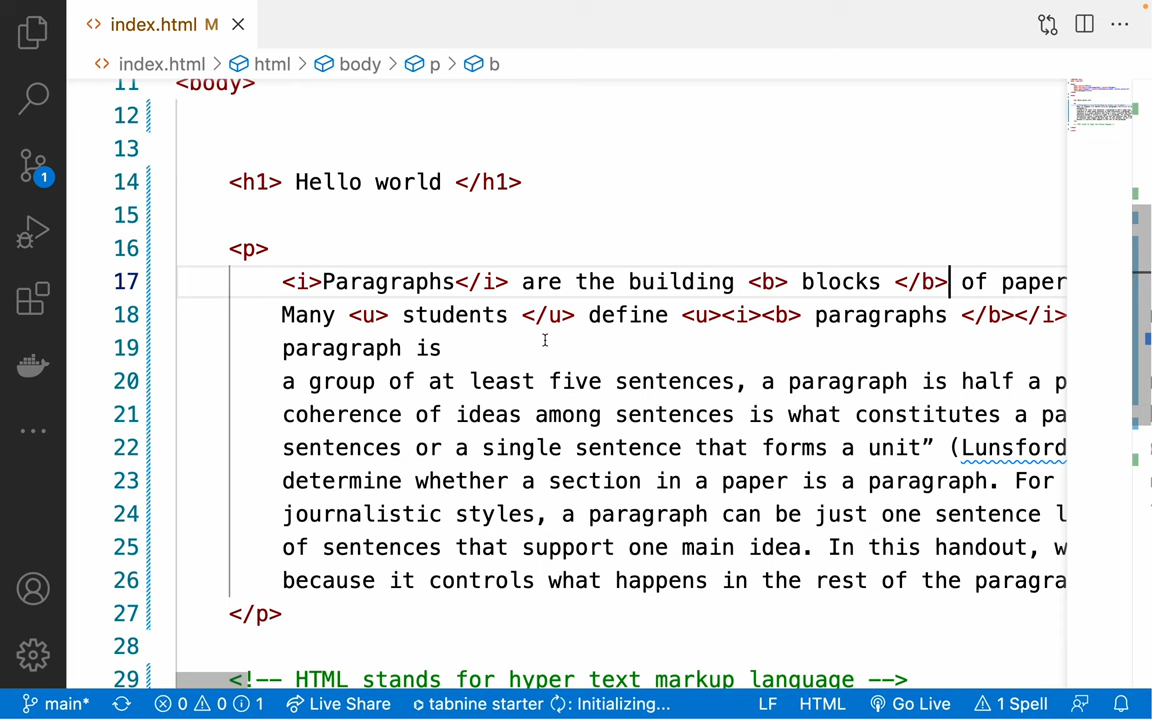 index.html M
index.html > html > body > p > b
11 <body>
12
13
14 <h1> Hello world </h1>
15
16 <p>
17 <i>Paragraphs</i> are the building <b> blocks </b> of paper
18 Many <u> students </u> define <u><i><b> paragraphs </b></i>
19 paragraph is
20 a group of at least five sentences, a paragraph is half a p
21 coherence of ideas among sentences is what constitutes a pa
22 sentences or a single sentence that forms a unit” (Lunsford
23 determine whether a section in a paper is a paragraph. For
24 journalistic styles, a paragraph can be just one sentence l
25 of sentences that support one main idea. In this handout, w
26 because it controls what happens in the rest of the paragra
27 </p>
28
29 <!-- HTML stands for hyper text markup language -->
1
main* 0 0 1 Live Share tabnine starter : Initializing... LF HTML Go Live 1 Spell